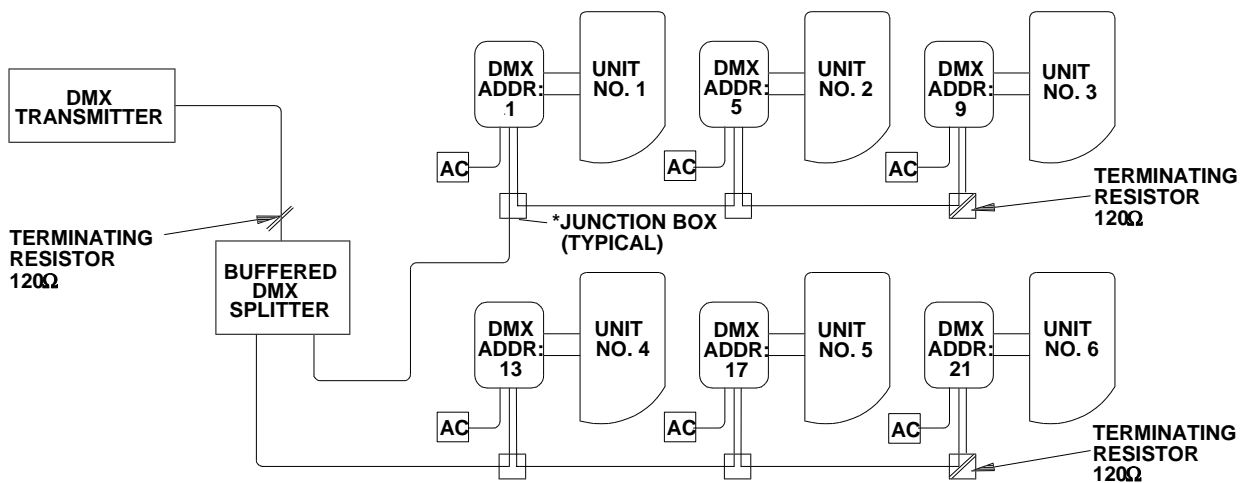 DMX
TRANSMITTER
TERMINATING
RESISTOR
120Ω
BUFFERED
DMX
SPLITTER
DMX
ADDR:
1
UNIT
NO. 1
AC
DMX
ADDR:
5
UNIT
NO. 2
AC
DMX
ADDR:
9
UNIT
NO. 3
AC
*JUNCTION BOX
(TYPICAL)
TERMINATING
RESISTOR
120Ω
DMX
ADDR:
13
UNIT
NO. 4
AC
DMX
ADDR:
17
UNIT
NO. 5
AC
DMX
ADDR:
21
UNIT
NO. 6
AC
TERMINATING
RESISTOR
120Ω